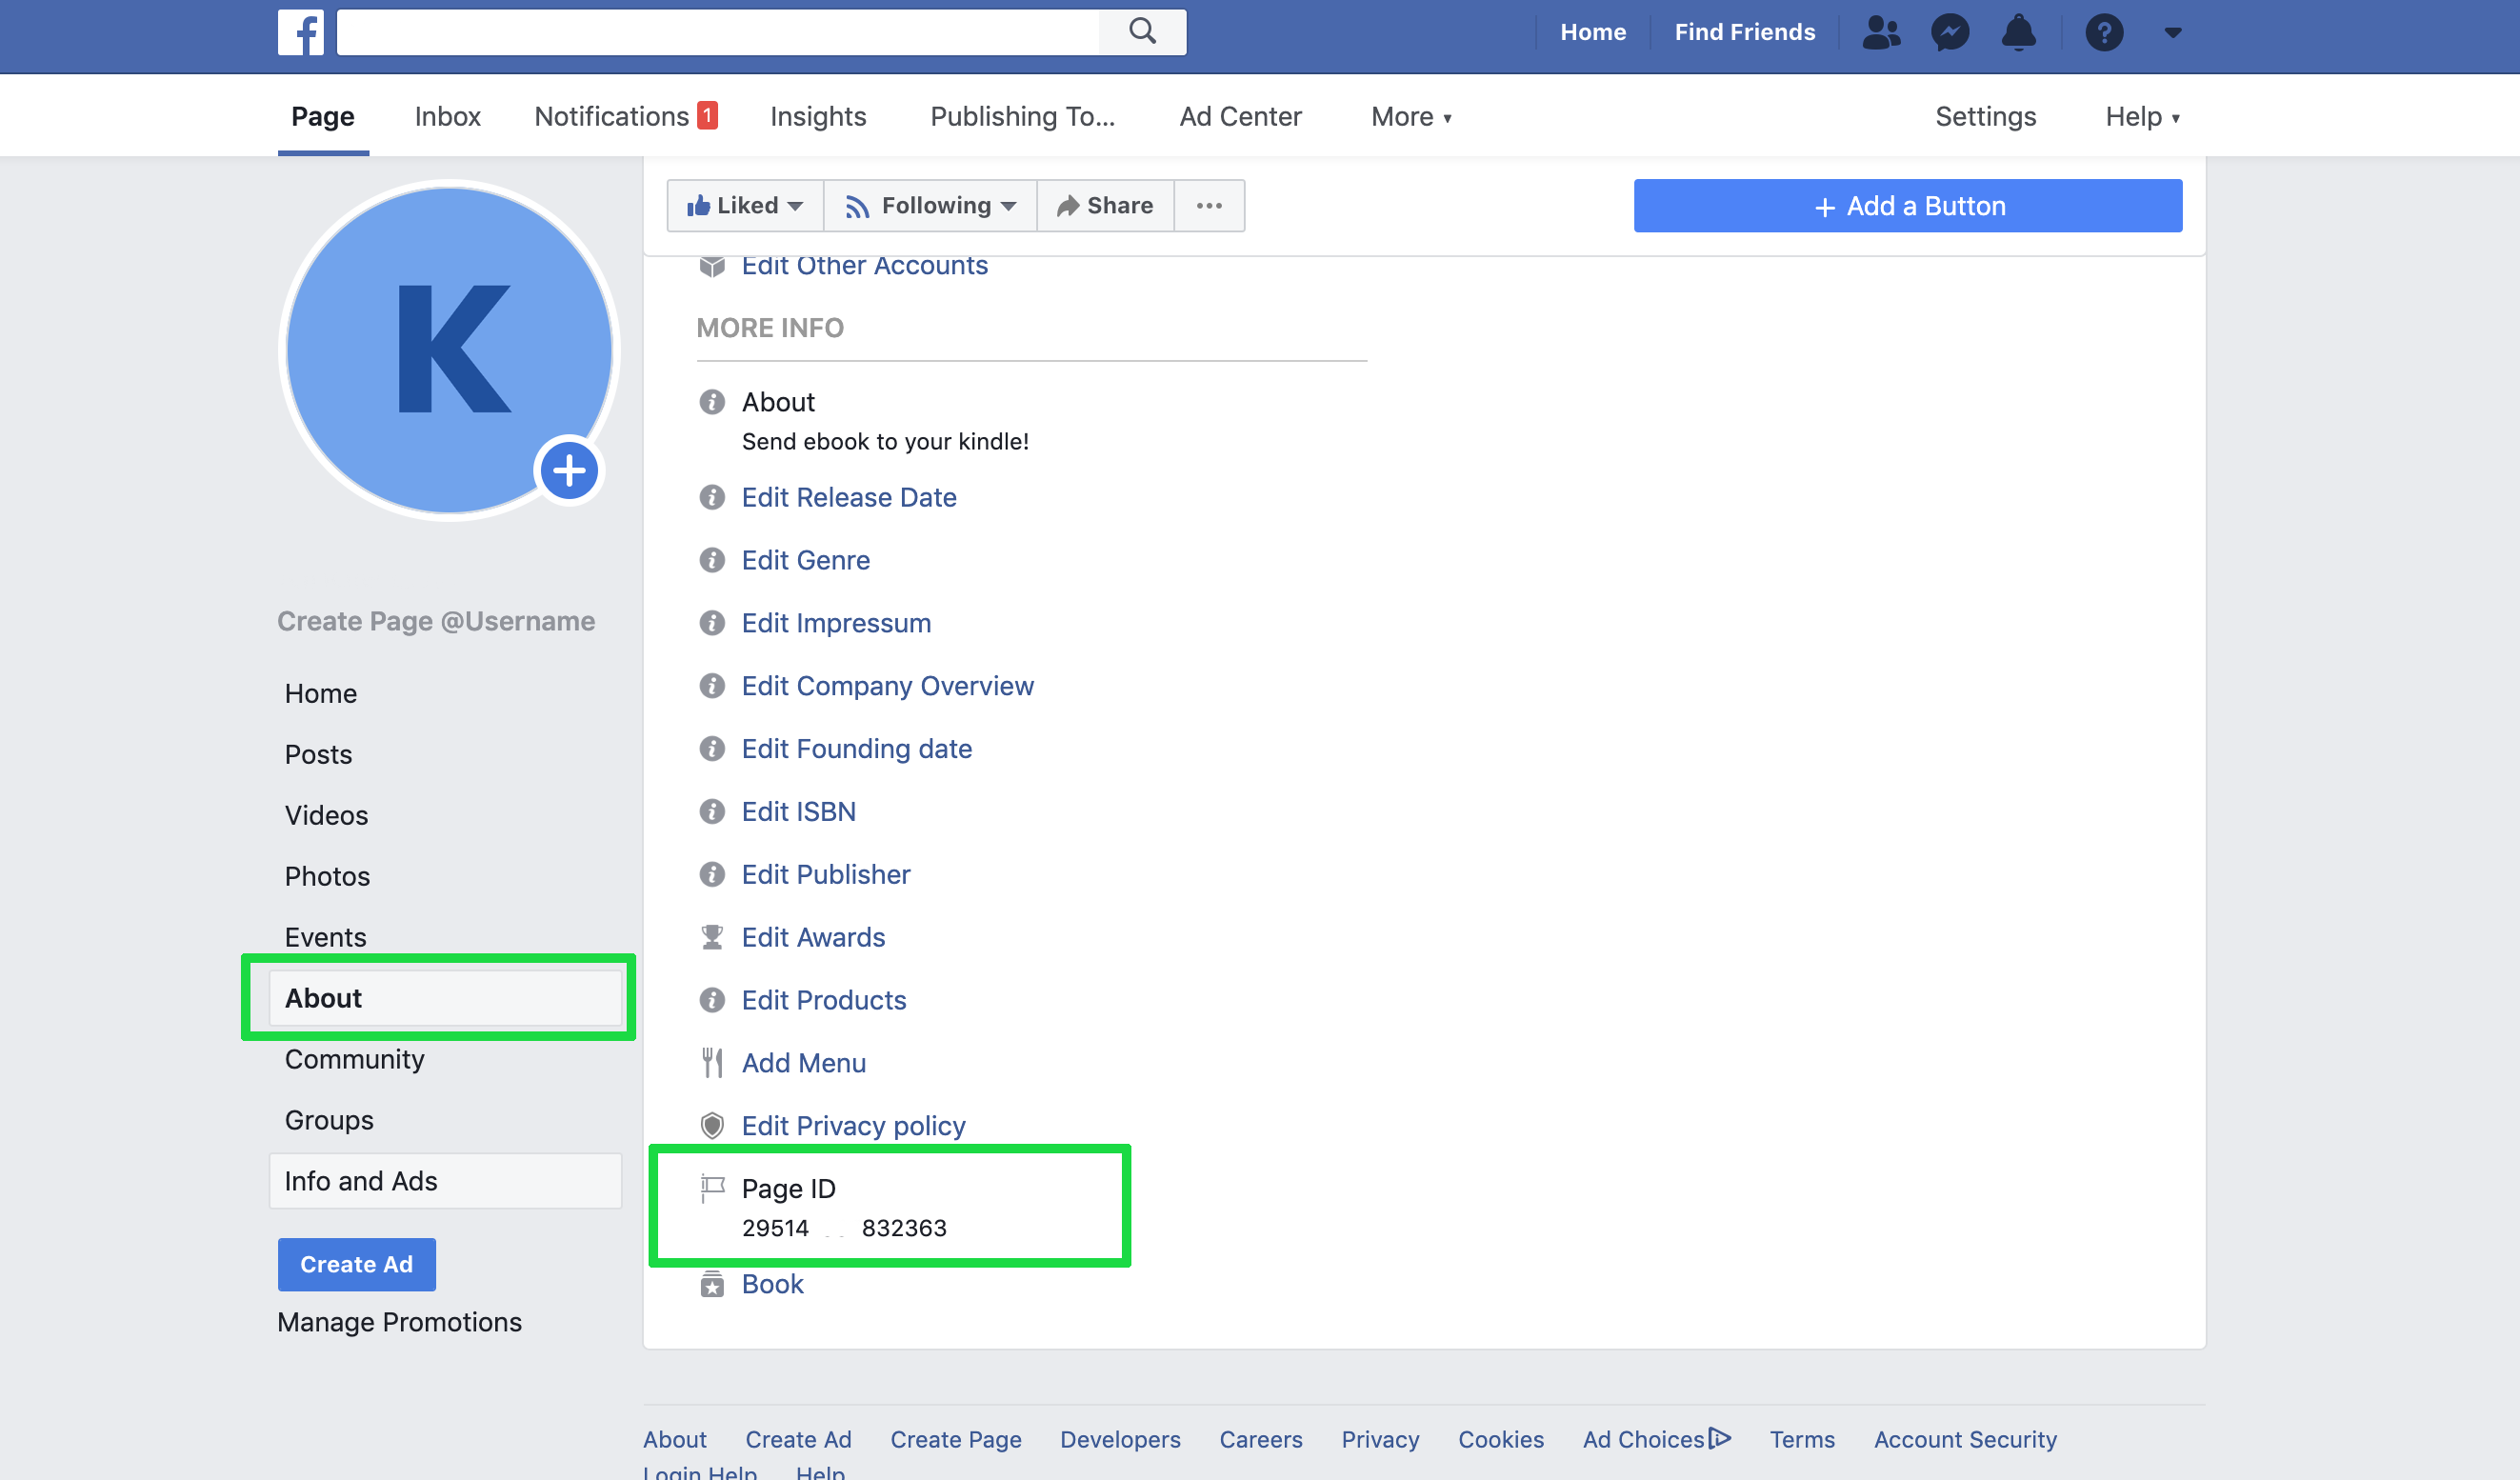 f
Home
Find Friends
Page
Inbox
Notifications 1
Insights
Publishing To...
Ad Center
More
Settings
Help
Liked
Following
Share
+ Add a Button
K
Create Page @Username
Home
Posts
Videos
Photos
Events
About
Community
Groups
Info and Ads
Create Ad
Manage Promotions
Edit Other Accounts
MORE INFO
About
Send ebook to your kindle!
Edit Release Date
Edit Genre
Edit Impressum
Edit Company Overview
Edit Founding date
Edit ISBN
Edit Publisher
Edit Awards
Edit Products
Add Menu
Edit Privacy policy
Page ID
29514 832363
Book
About
Create Ad
Create Page
Developers
Careers
Privacy
Cookies
Ad Choices
Terms
Account Security
Login Help
Help